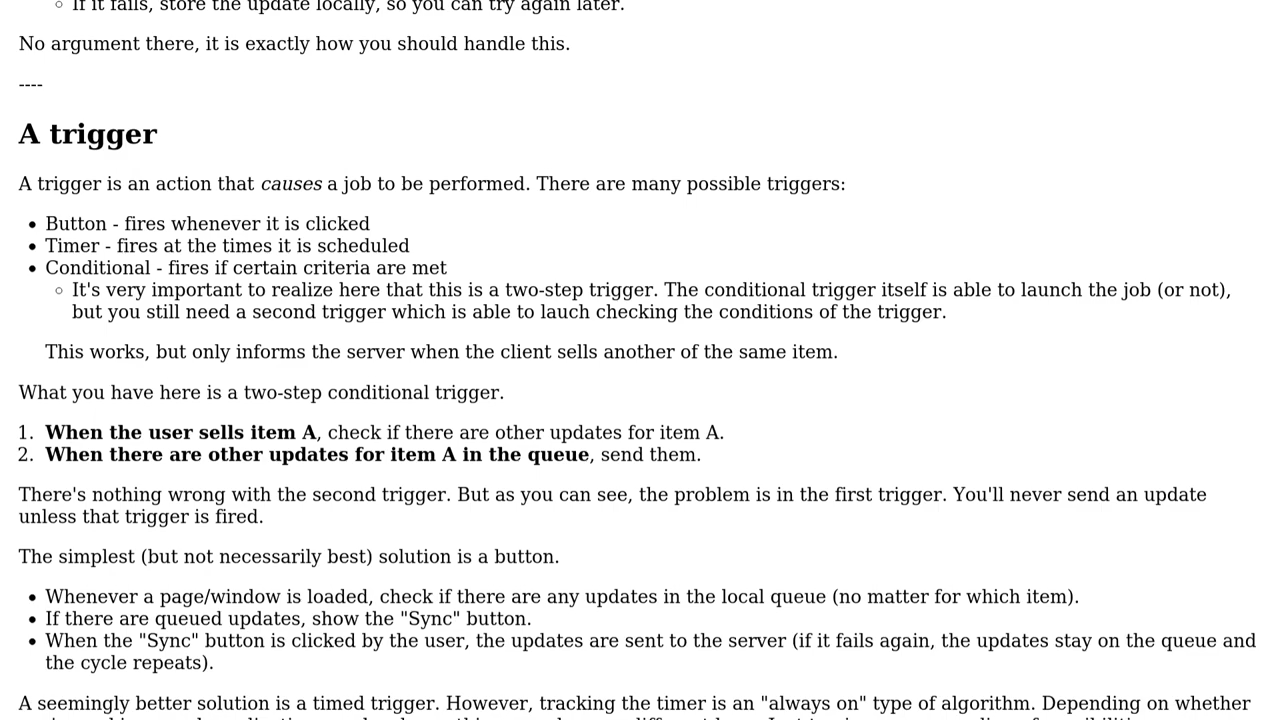 If it fails, store the update locally, so you can try again later.
No argument there, it is exactly how you should handle this.
----
A trigger
A trigger is an action that causes a job to be performed. There are many possible triggers:
Button - fires whenever it is clicked
Timer - fires at the times it is scheduled
Conditional - fires if certain criteria are met
It's very important to realize here that this is a two-step trigger. The conditional trigger itself is able to launch the job (or not),
but you still need a second trigger which is able to lauch checking the conditions of the trigger.
This works, but only informs the server when the client sells another of the same item.
What you have here is a two-step conditional trigger.
1. When the user sells item A, check if there are other updates for item A.
2. When there are other updates for item A in the queue, send them.
There's nothing wrong with the second trigger. But as you can see, the problem is in the first trigger. You'll never send an update
unless that trigger is fired.
The simplest (but not necessarily best) solution is a button.
Whenever a page/window is loaded, check if there are any updates in the local queue (no matter for which item).
If there are queued updates, show the "Sync" button.
When the "Sync" button is clicked by the user, the updates are sent to the server (if it fails again, the updates stay on the queue and
the cycle repeats).
A seemingly better solution is a timed trigger. However, tracking the timer is an "always on" type of algorithm. Depending on whether